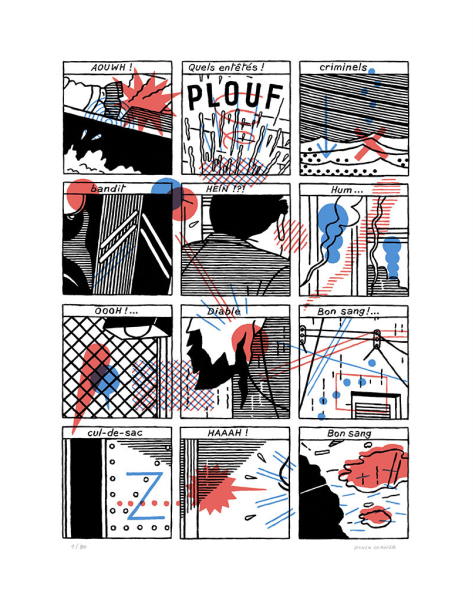 AOUWH !
Quels entêtés !
criminels
PLOUF
bandit
HEIN !?!
Hum...
OOOH !...
Diable
Bon sang !...
cul-de-sac
HAAAH !
Bon sang
Z